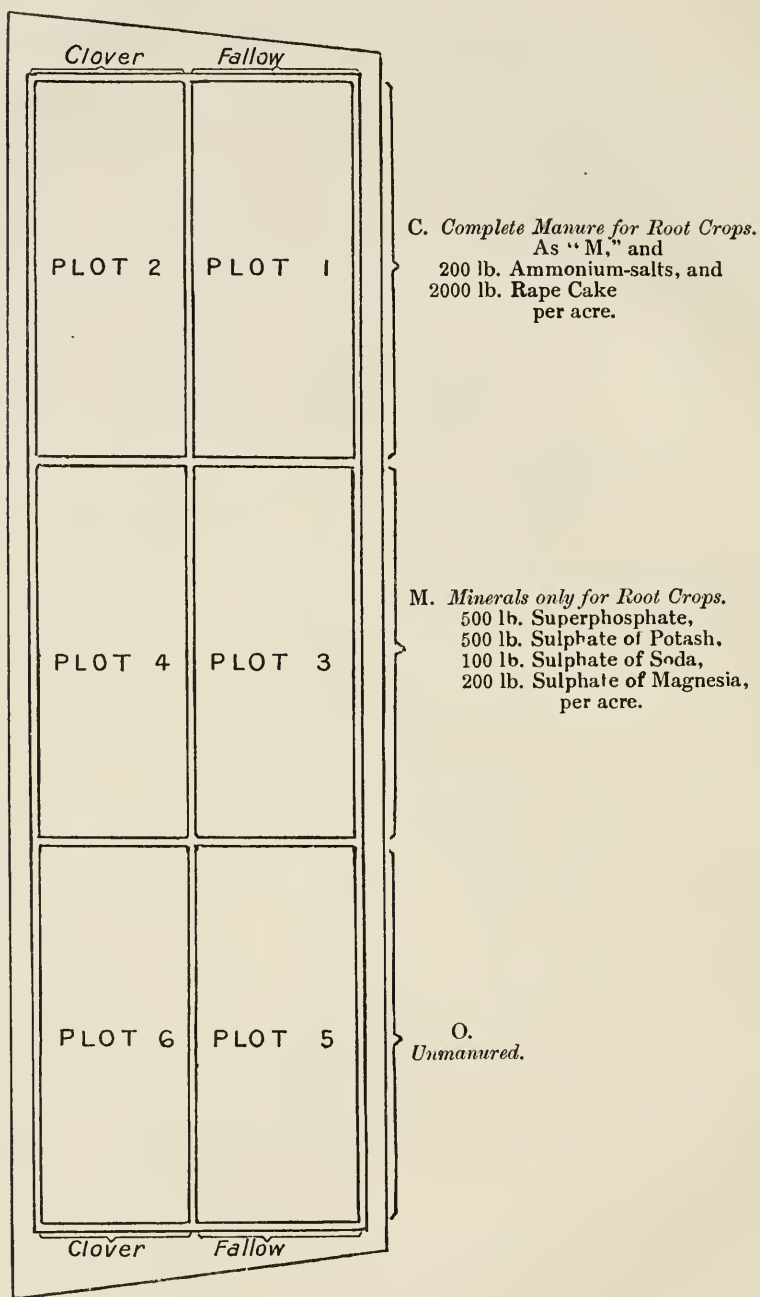 Clover Fallow
PLOT 2 PLOT 1
C. Complete Manure for Root Crops.
As "M," and
200 lb. Ammonium-salts, and
2000 lb. Rape Cake
per acre.
PLOT 4 PLOT 3
M. Minerals only for Root Crops.
500 lb. Superphosphate,
500 lb. Sulphate of Potash,
100 lb. Sulphate of Soda,
200 lb. Sulphate of Magnesia,
per acre.
PLOT 6 PLOT 5
O.
Unmanured.
Clover Fallow